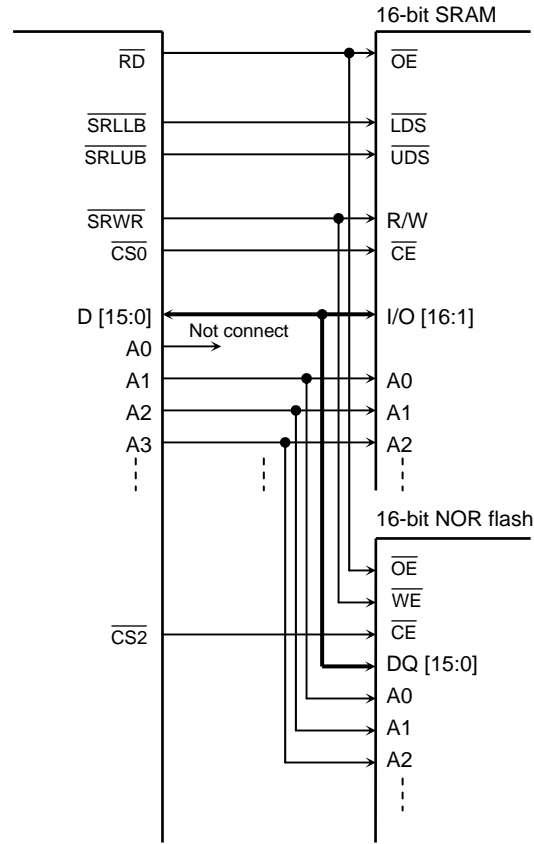 16-bit SRAM
RD OE
SRLLB LDS
SRLUB UDS
SRWR R/W
CS0 CE
D [15:0] I/O [16:1]
Not connect
A0
A1 A0
A2 A1
A3 A2
16-bit NOR flash
OE
WE
CS2 CE
DQ [15:0]
A0
A1
A2